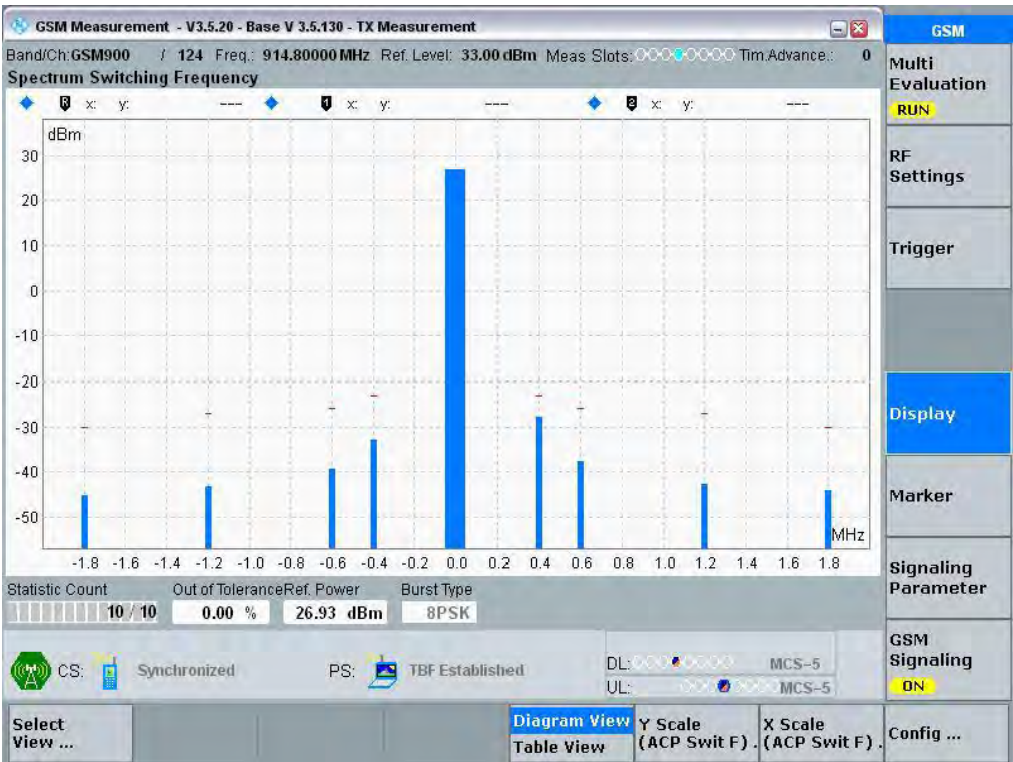 GSM Measurement - V3.5.20 - Base V 3.5.130 - TX Measurement
GSM
Band/Ch: GSM900 / 124 Freq.: 914.80000 MHz Ref. Level: 33.00 dBm Meas Slots: Tim.Advance.: 0
Spectrum Switching Frequency
R x: y: --- 1 x: y: --- 2 x: y: ---
dBm
30
20
10
0
-10
-20
-30
-40
-50
MHz
-1.8 -1.6 -1.4 -1.2 -1.0 -0.8 -0.6 -0.4 -0.2 0.0 0.2 0.4 0.6 0.8 1.0 1.2 1.4 1.6 1.8
Statistic Count Out of Tolerance Ref. Power Burst Type
10 / 10 0.00 % 26.93 dBm 8PSK
CS: Synchronized PS: TBF Established
DL: MCS-5
UL: MCS-5
Multi
Evaluation
RUN
RF
Settings
Trigger
Display
Marker
Signaling
Parameter
GSM
Signaling
ON
Select
View ...
Diagram View
Table View
Y Scale
(ACP Swit F) .
X Scale
(ACP Swit F) .
Config ...